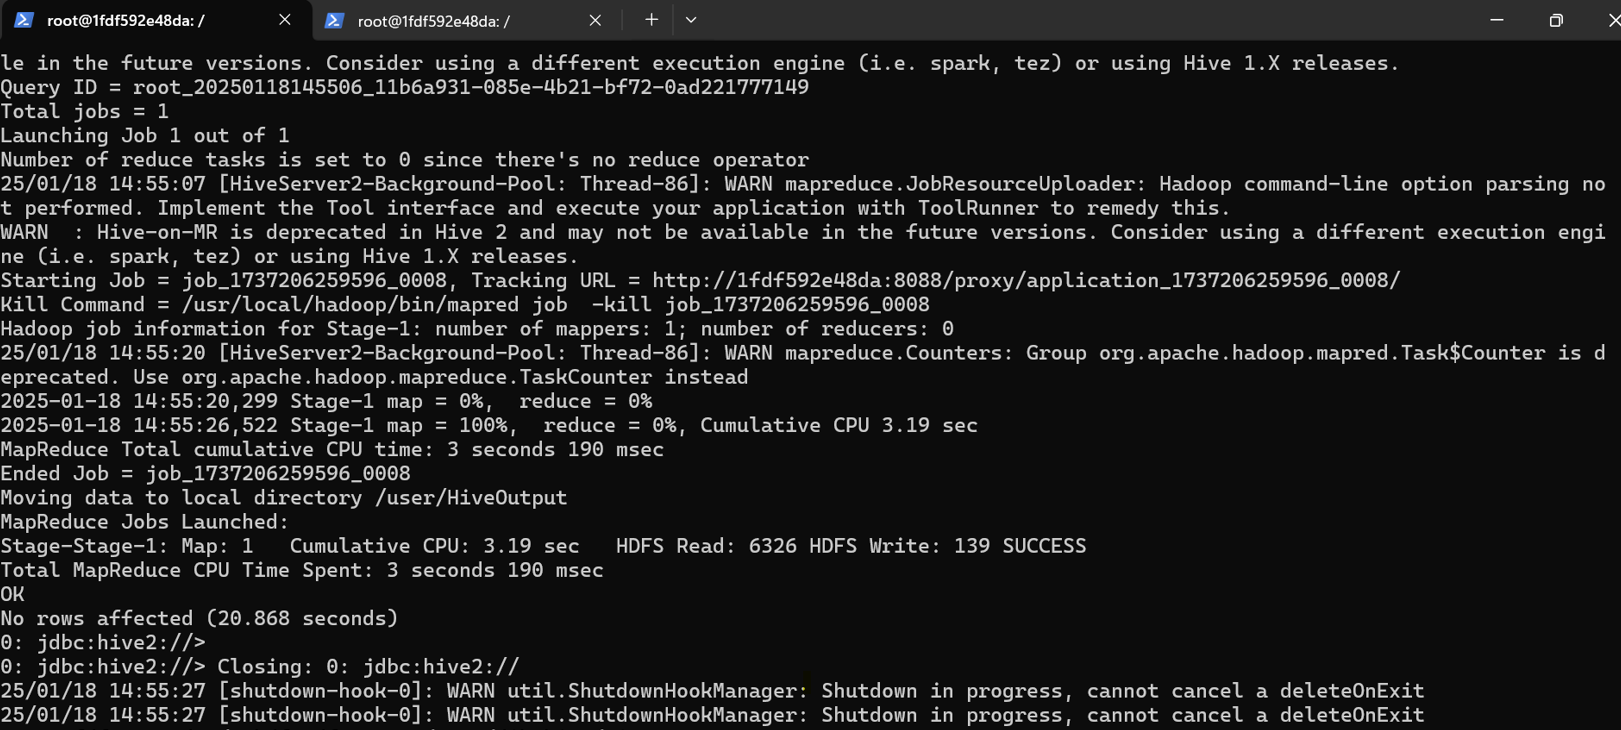 root@1fdf592e48da: /
root@1fdf592e48da: /
le in the future versions. Consider using a different execution engine (i.e. spark, tez) or using Hive 1.X releases.
Query ID = root_20250118145506_11b6a931-085e-4b21-bf72-0ad221777149
Total jobs = 1
Launching Job 1 out of 1
Number of reduce tasks is set to 0 since there's no reduce operator
25/01/18 14:55:07 [HiveServer2-Background-Pool: Thread-86]: WARN mapreduce.JobResourceUploader: Hadoop command-line option parsing no
t performed. Implement the Tool interface and execute your application with ToolRunner to remedy this.
WARN  : Hive-on-MR is deprecated in Hive 2 and may not be available in the future versions. Consider using a different execution engi
ne (i.e. spark, tez) or using Hive 1.X releases.
Starting Job = job_1737206259596_0008, Tracking URL = http://1fdf592e48da:8088/proxy/application_1737206259596_0008/
Kill Command = /usr/local/hadoop/bin/mapred job  -kill job_1737206259596_0008
Hadoop job information for Stage-1: number of mappers: 1; number of reducers: 0
25/01/18 14:55:20 [HiveServer2-Background-Pool: Thread-86]: WARN mapreduce.Counters: Group org.apache.hadoop.mapred.Task$Counter is d
eprecated. Use org.apache.hadoop.mapreduce.TaskCounter instead
2025-01-18 14:55:20,299 Stage-1 map = 0%,  reduce = 0%
2025-01-18 14:55:26,522 Stage-1 map = 100%,  reduce = 0%, Cumulative CPU 3.19 sec
MapReduce Total cumulative CPU time: 3 seconds 190 msec
Ended Job = job_1737206259596_0008
Moving data to local directory /user/HiveOutput
MapReduce Jobs Launched:
Stage-Stage-1: Map: 1   Cumulative CPU: 3.19 sec   HDFS Read: 6326 HDFS Write: 139 SUCCESS
Total MapReduce CPU Time Spent: 3 seconds 190 msec
OK
No rows affected (20.868 seconds)
0: jdbc:hive2://>
0: jdbc:hive2://> Closing: 0: jdbc:hive2://
25/01/18 14:55:27 [shutdown-hook-0]: WARN util.ShutdownHookManager: Shutdown in progress, cannot cancel a deleteOnExit
25/01/18 14:55:27 [shutdown-hook-0]: WARN util.ShutdownHookManager: Shutdown in progress, cannot cancel a deleteOnExit